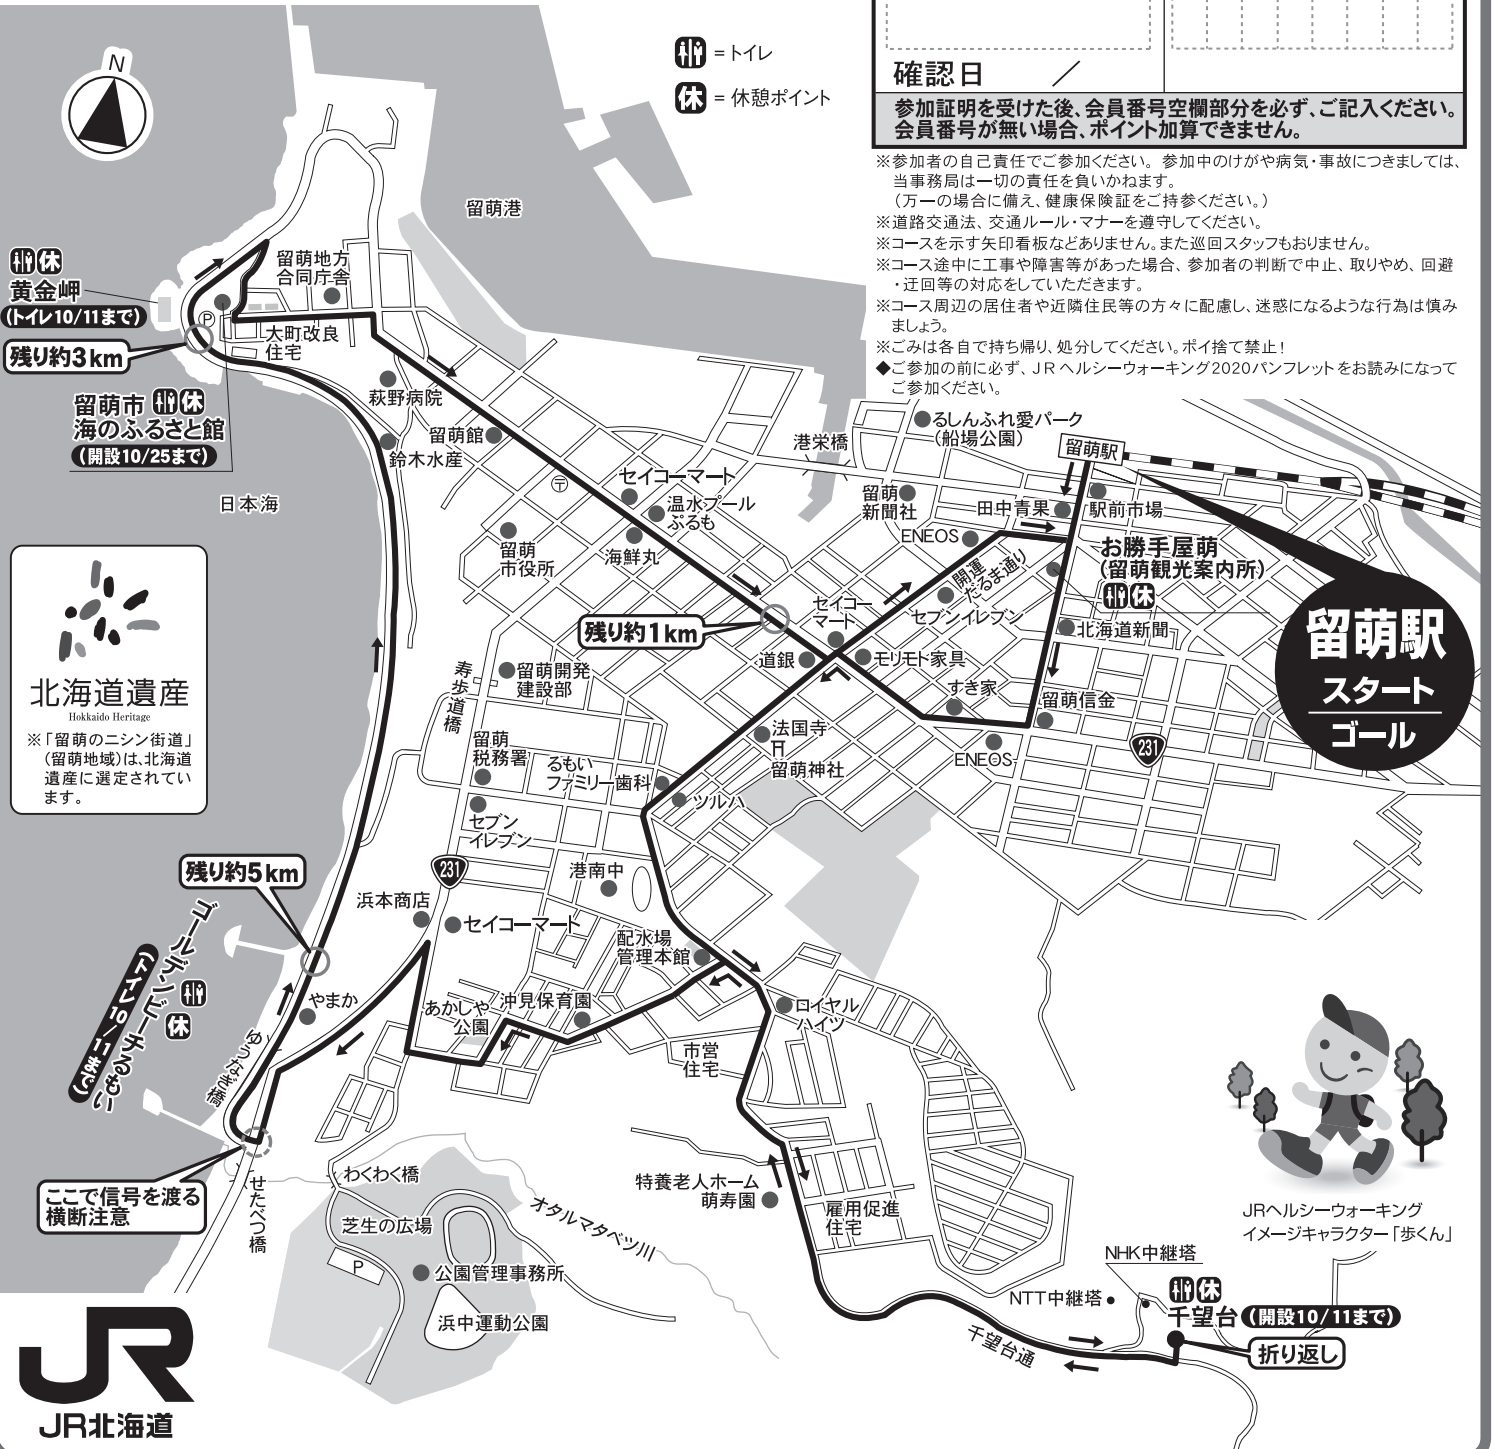 確認日 ／
参加証明を受けた後、会員番号空欄部分を必ず、ご記入ください。
会員番号が無い場合、ポイント加算できません。
N
= トイレ
休 = 休憩ポイント
※参加者の自己責任でご参加ください。 参加中のけがや病気・事故につきましては、
当事務局は一切の責任を負いかねます。
（万一の場合に備え、健康保険証をご持参ください。）
※道路交通法、交通ルール・マナーを遵守してください。
※コースを示す矢印看板などありません。また巡回スタッフもおりません。
※コース途中に工事や障害等があった場合、参加者の判断で中止、取りやめ、回避
・迂回等の対応をしていただきます。
※コース周辺の居住者や近隣住民等の方々に配慮し、迷惑になるような行為は慎み
ましょう。
※ごみは各自で持ち帰り、処分してください。ポイ捨て禁止！
◆ご参加の前に必ず、JRヘルシーウォーキング2020パンフレットをお読みになって
ご参加ください。
留萌港
休
黄金岬
(トイレ10/11まで)
残り約3km
P
留萌地方
合同庁舎
大町改良
住宅
留萌市 休
海のふるさと館
(開設10/25まで)
萩野病院
留萌館
鈴木水産
日本海
〒
セイコーマート
温水プール
ぷるも
海鮮丸
留萌
市役所
港栄橋
るしんふれ愛パーク
（船場公園）
留萌駅
留萌
新聞社
田中青果
駅前市場
ENEOS
お勝手屋萌
（留萌観光案内所）
休
開運
だるま通り
セブンイレブン
北海道新聞
留萌駅
スタート
ゴール
セイコー
マート
残り約1km
道銀
モリモト家具
すき家
留萌信金
ENEOS
231
北海道遺産
Hokkaido Heritage
※「留萌のニシン街道」
（留萌地域）は、北海道
遺産に選定されてい
ます。
寿歩道橋
留萌開発
建設部
留萌
税務署
るもい
ファミリー歯科
法国寺
留萌神社
ツルハ
セブン
イレブン
231
港南中
浜本商店
セイコーマート
配水場
管理本館
残り約5km
ゴールデンビーチるもい
休
(トイレ10/11まで)
やまか
ゆうなぎ橋
あかしや
公園
沖見保育園
ロイヤル
ハイツ
市営
住宅
ここで信号を渡る
横断注意
せたべつ橋
わくわく橋
芝生の広場
P
公園管理事務所
浜中運動公園
オタルマタベツ川
特養老人ホーム
萌寿園
雇用促進
住宅
NHK中継塔
NTT中継塔
休
千望台 (開設10/11まで)
折り返し
千望台通
JRヘルシーウォーキング
イメージキャラクター「歩くん」
JR
JR北海道